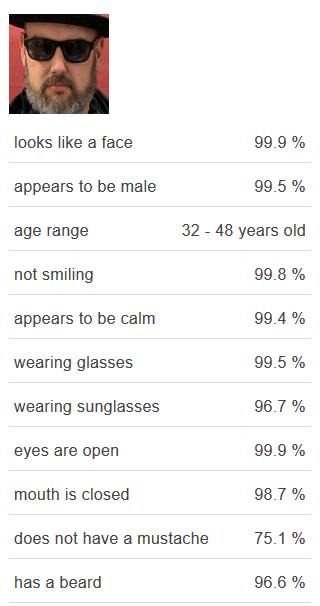 looks like a face 99.9 %
appears to be male 99.5 %
age range 32 - 48 years old
not smiling 99.8 %
appears to be calm 99.4 %
wearing glasses 99.5 %
wearing sunglasses 96.7 %
eyes are open 99.9 %
mouth is closed 98.7 %
does not have a mustache 75.1 %
has a beard 96.6 %